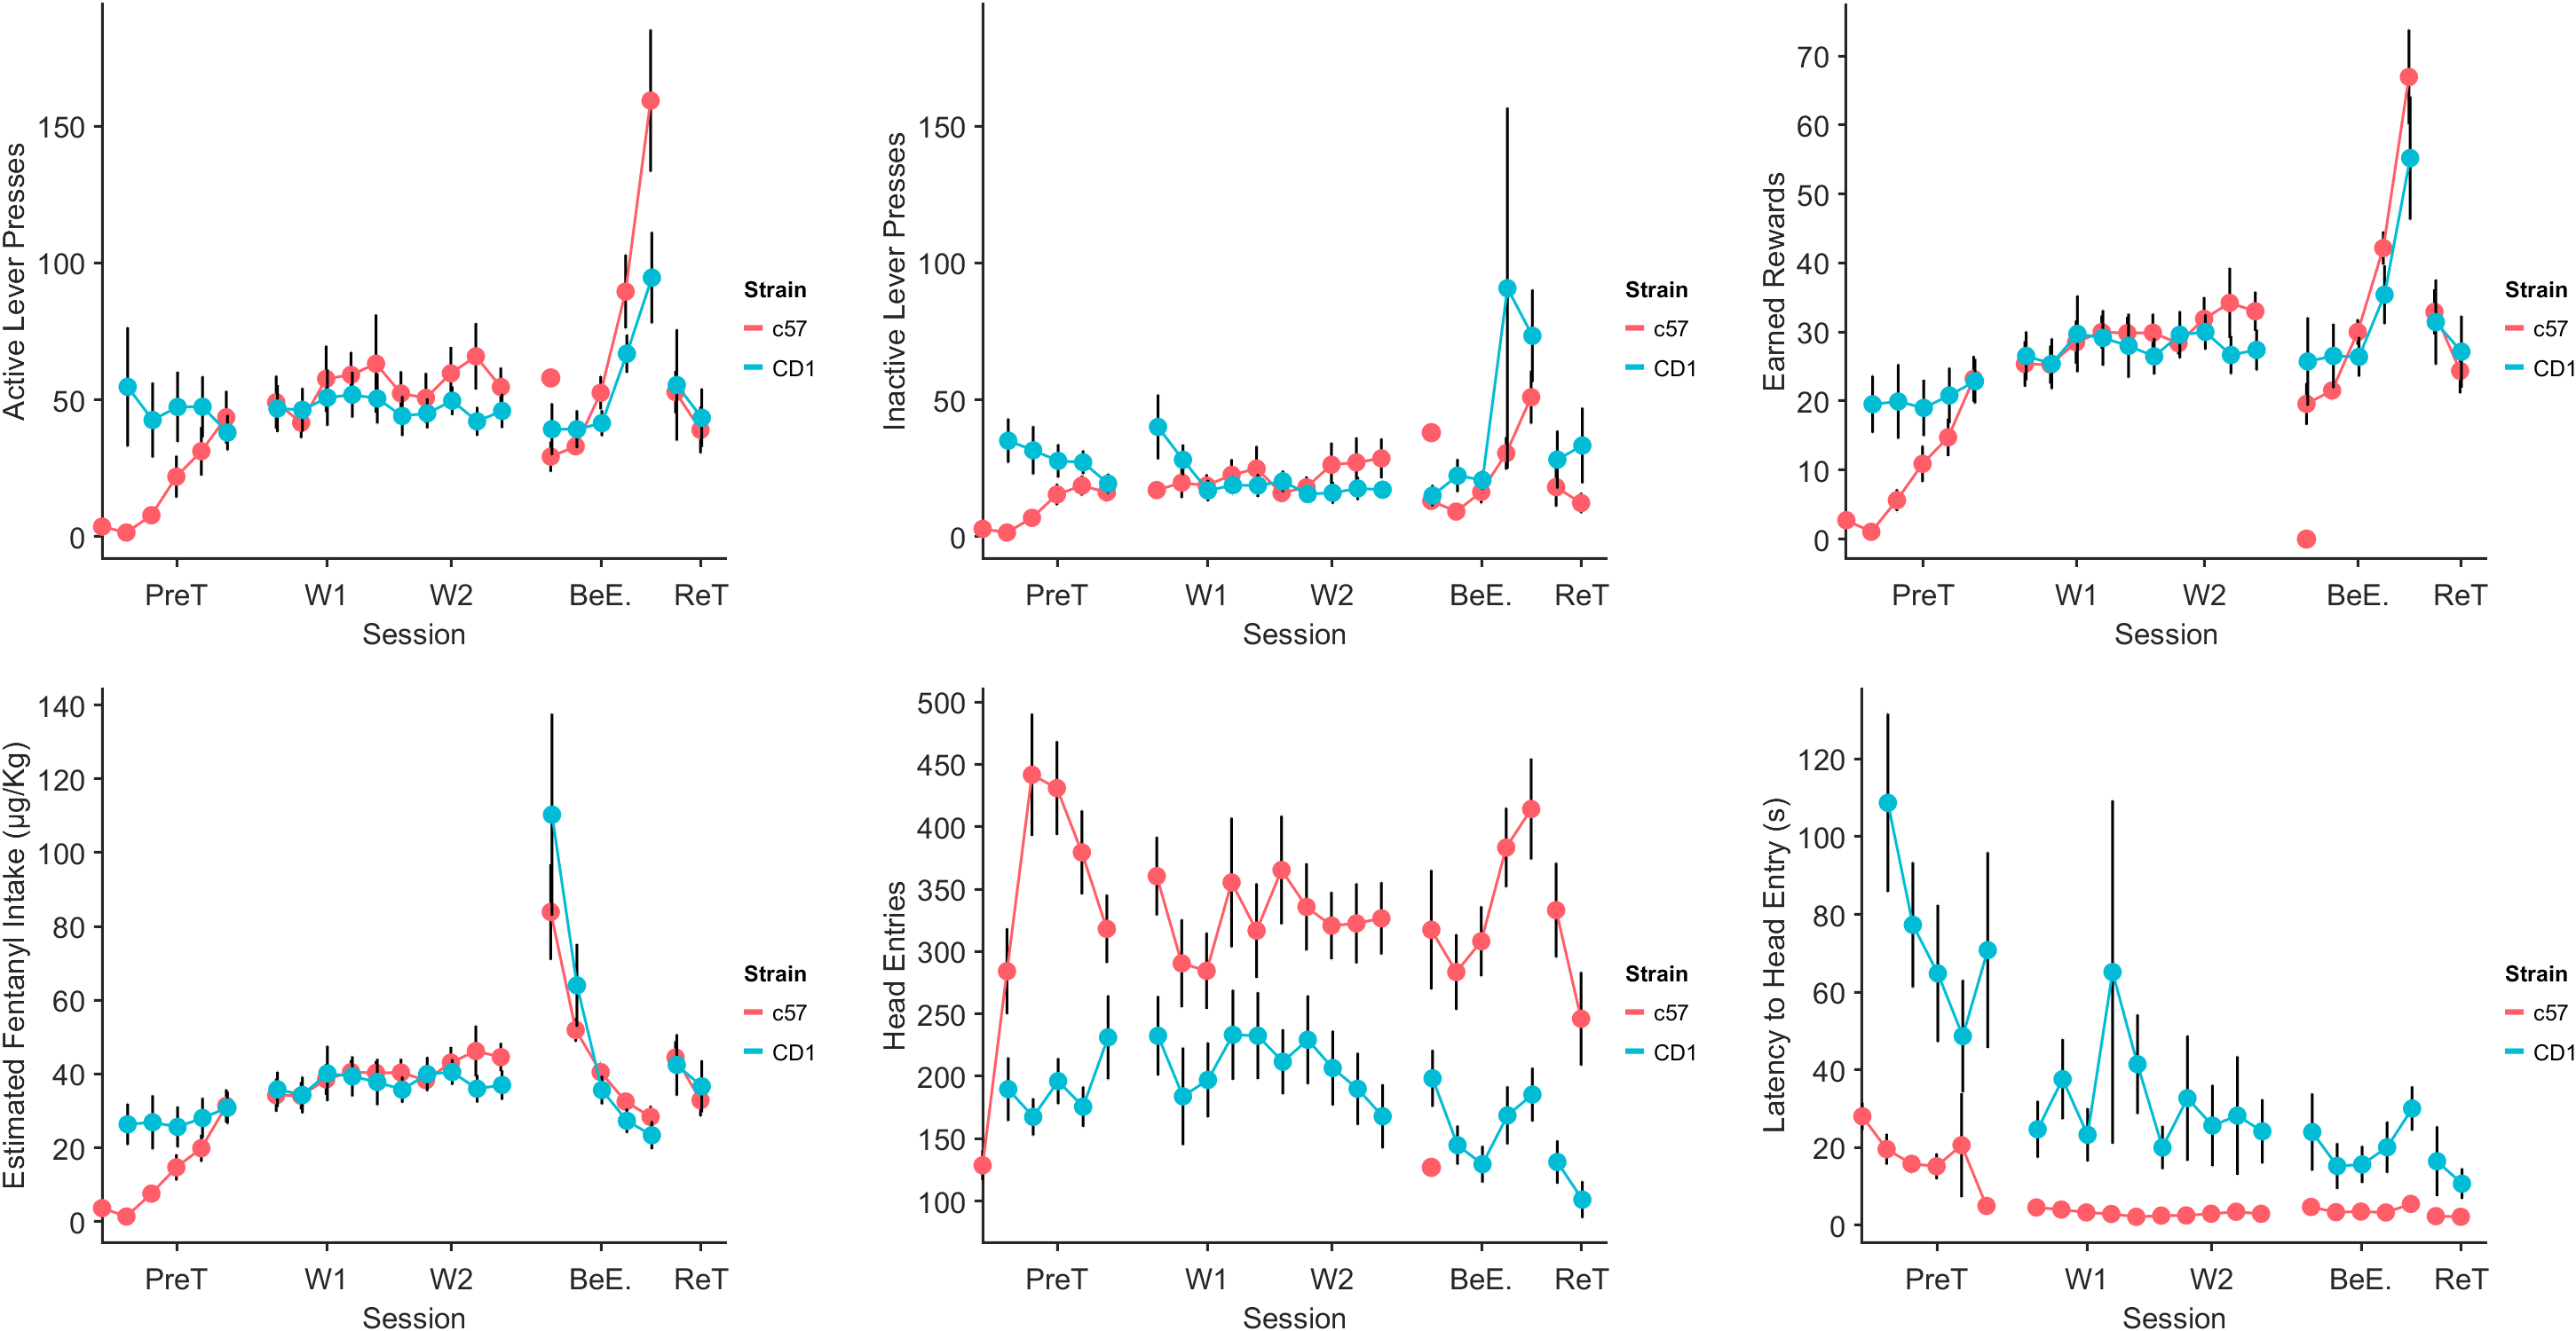 Active Lever Presses
150
100
50
0
PreT W1 W2 BeE. ReT
Session
Strain
c57
CD1
Inactive Lever Presses
150
100
50
0
PreT W1 W2 BeE. ReT
Session
Strain
c57
CD1
Earned Rewards
70
60
50
40
30
20
10
0
PreT W1 W2 BeE. ReT
Session
Strain
c57
CD1
Estimated Fentanyl Intake (µg/Kg)
140
120
100
80
60
40
20
0
PreT W1 W2 BeE. ReT
Session
Strain
c57
CD1
Head Entries
500
450
400
350
300
250
200
150
100
PreT W1 W2 BeE. ReT
Session
Strain
c57
CD1
Latency to Head Entry (s)
120
100
80
60
40
20
0
PreT W1 W2 BeE. ReT
Session
Strain
c57
CD1